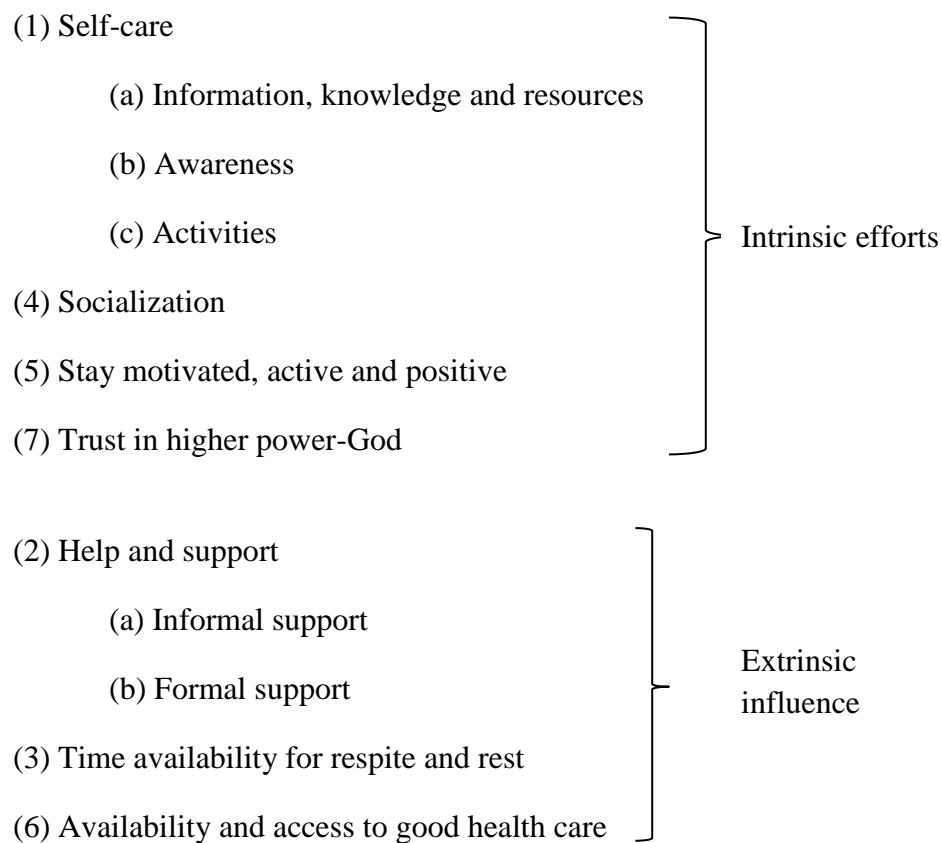 (1) Self-care
(a) Information, knowledge and resources
(b) Awareness
(c) Activities
(4) Socialization
(5) Stay motivated, active and positive
(7) Trust in higher power-God
Intrinsic efforts
(2) Help and support
(a) Informal support
(b) Formal support
(3) Time availability for respite and rest
(6) Availability and access to good health care
Extrinsic
influence